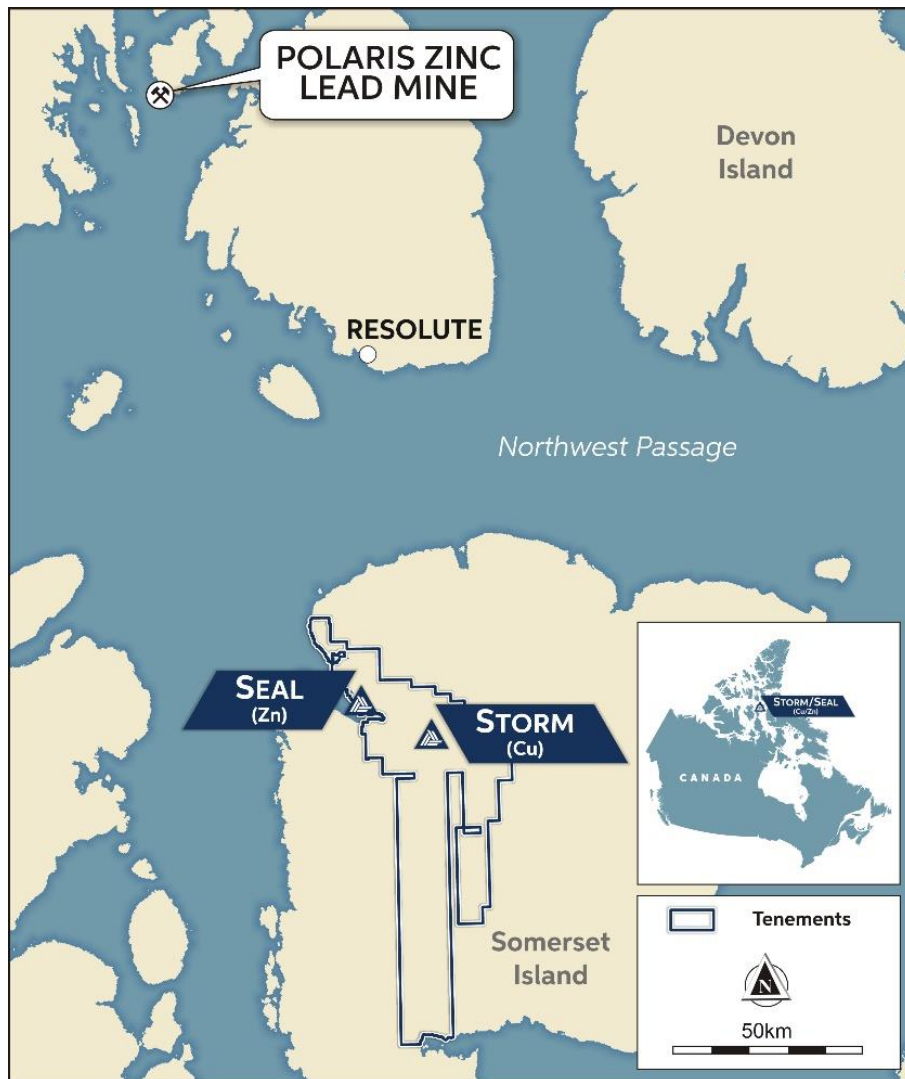 POLARIS ZINC
LEAD MINE
Devon
Island
RESOLUTE
Northwest Passage
SEAL
(Zn)
STORM
(Cu)
STORM/SEAL
(Cu/Zn)
CANADA
Somerset
Island
Tenements
N
50km